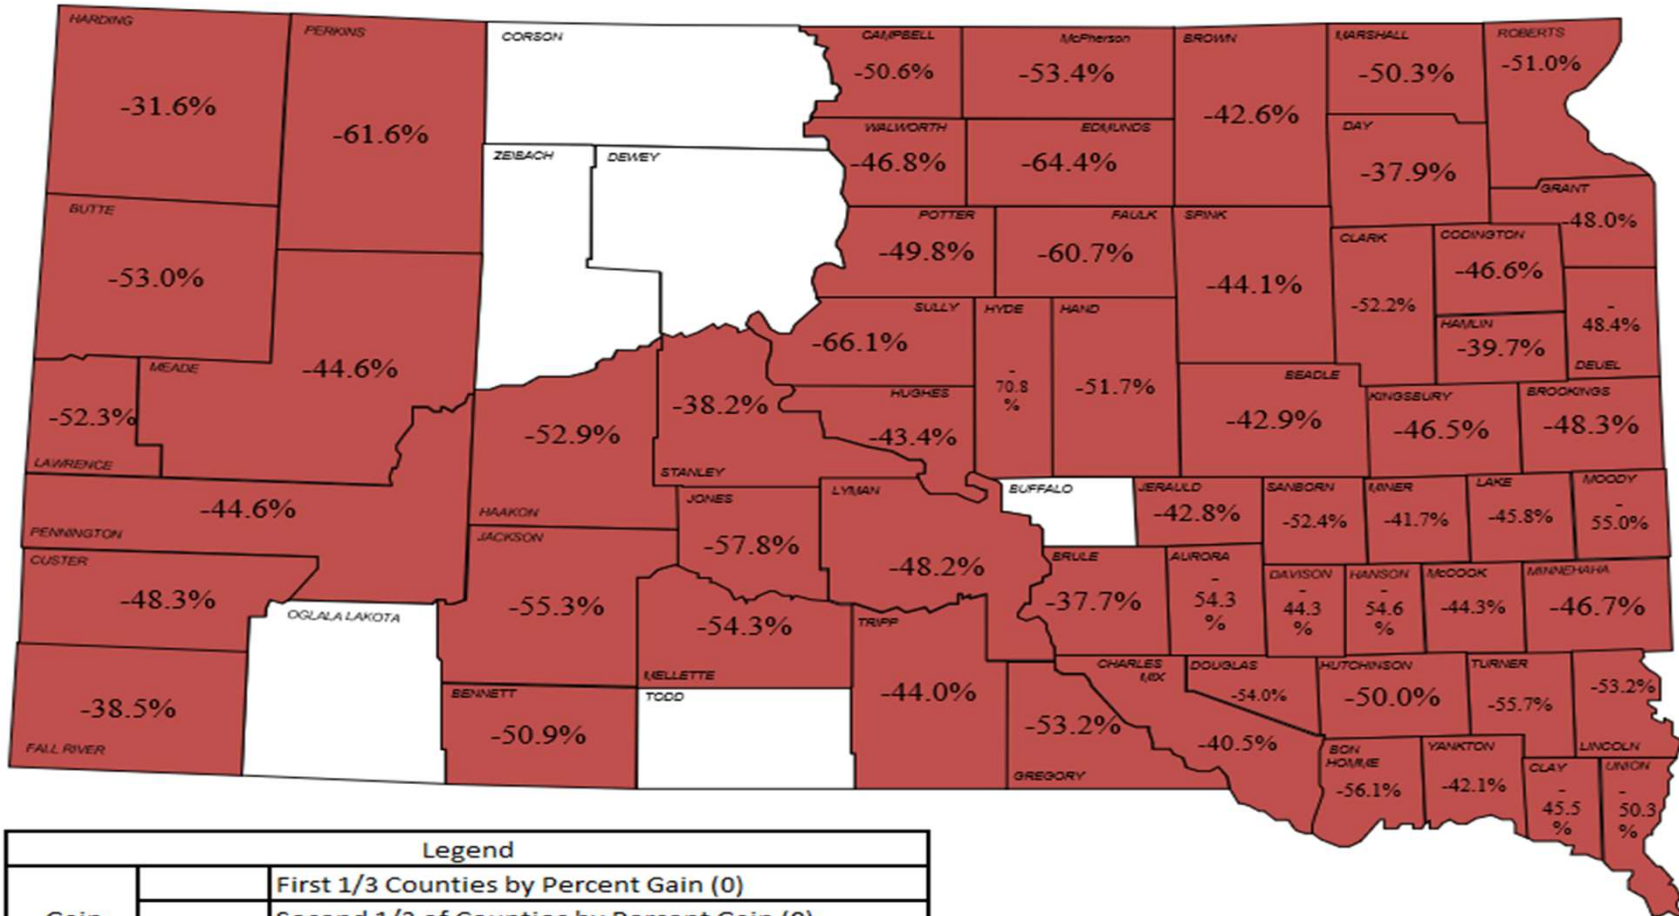 HARDING
-31.6%
PERKINS
-61.6%
CORSON
CAMPBELL
-50.6%
McPherson
-53.4%
BROWN
-42.6%
MARSHALL
-50.3%
ROBERTS
-51.0%
ZEIBACH
DEWEY
WALWORTH
-46.8%
EDMUNDS
-64.4%
DAY
-37.9%
GRANT
-48.0%
BUTTE
-53.0%
POTTER
-49.8%
FAULK
-60.7%
SPINK
-44.1%
CLARK
-52.2%
CODINGTON
-46.6%
HAMLIN
-39.7%
-
48.4%
DEUEL
MEADE
-44.6%
SULLY
-66.1%
HYDE
-
70.8
%
HAND
-51.7%
-52.3%
LAWRENCE
-52.9%
HAAKON
-38.2%
STANLEY
HUGHES
-43.4%
BEADLE
-42.9%
KINGSBURY
-46.5%
BROOKINGS
-48.3%
-44.6%
PENNINGTON
JONES
-57.8%
LYMAN
-48.2%
BUFFALO
JERAULD
-42.8%
SANBORN
-52.4%
MINER
-41.7%
LAKE
-45.8%
MOODY
-
55.0%
CUSTER
-48.3%
JACKSON
-55.3%
BRULE
-37.7%
AURORA
-
54.3
%
DAVISON
-
44.3
%
HANSON
-
54.6
%
McCOOK
-44.3%
MINNEHAHA
-46.7%
OGLALA LAKOTA
-54.3%
MELLETTE
TRIPP
-44.0%
-38.5%
FALL RIVER
BENNETT
-50.9%
TODD
-53.2%
GREGORY
CHARLES
MIX
-40.5%
DOUGLAS
-54.0%
HUTCHINSON
-50.0%
TURNER
-55.7%
-53.2%
LINCOLN
BON
HOMME
-56.1%
YANKTON
-42.1%
CLAY
-
45.5
%
UNION
-
50.3
%
Legend
First 1/3 Counties by Percent Gain (0)
Gain
Second 1/3 of Counties by Percent Gain (0)